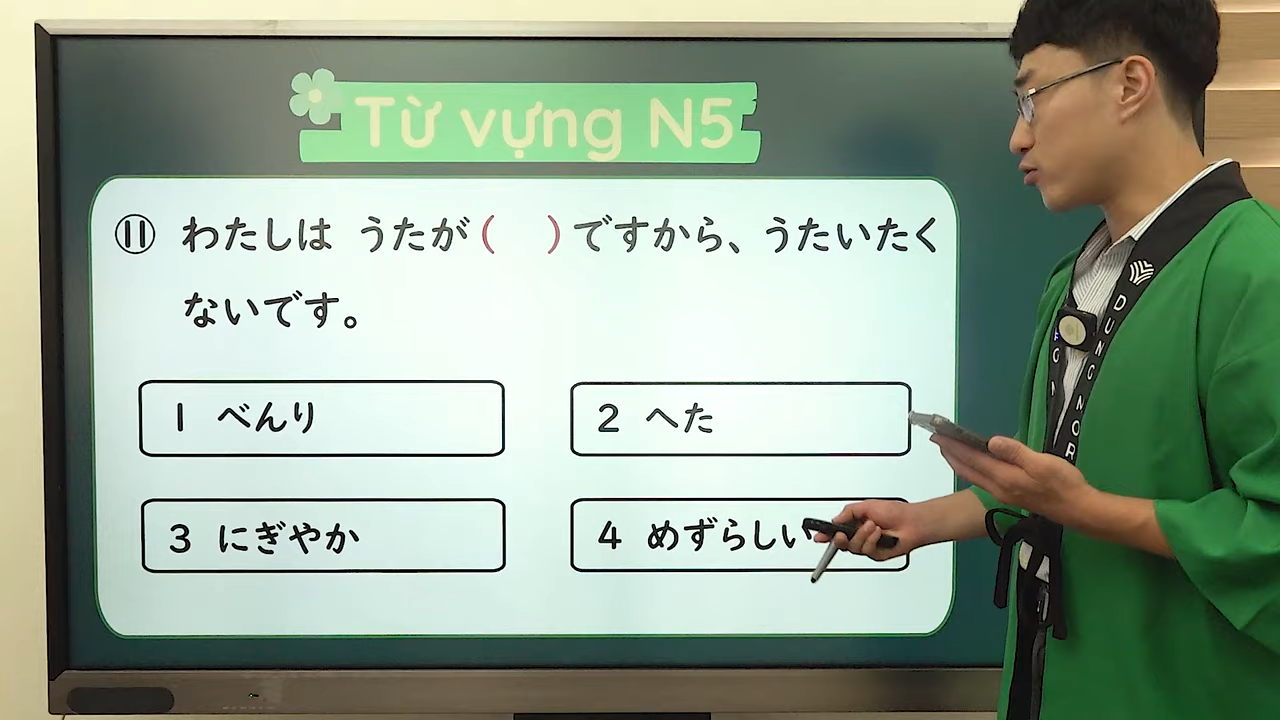 Từ vựng N5
⑪ わたしは うたが( )ですから、うたいたく
ないです。
1 べんり
2 へた
3 にぎやか
4 めずらしい
DUNG NOR